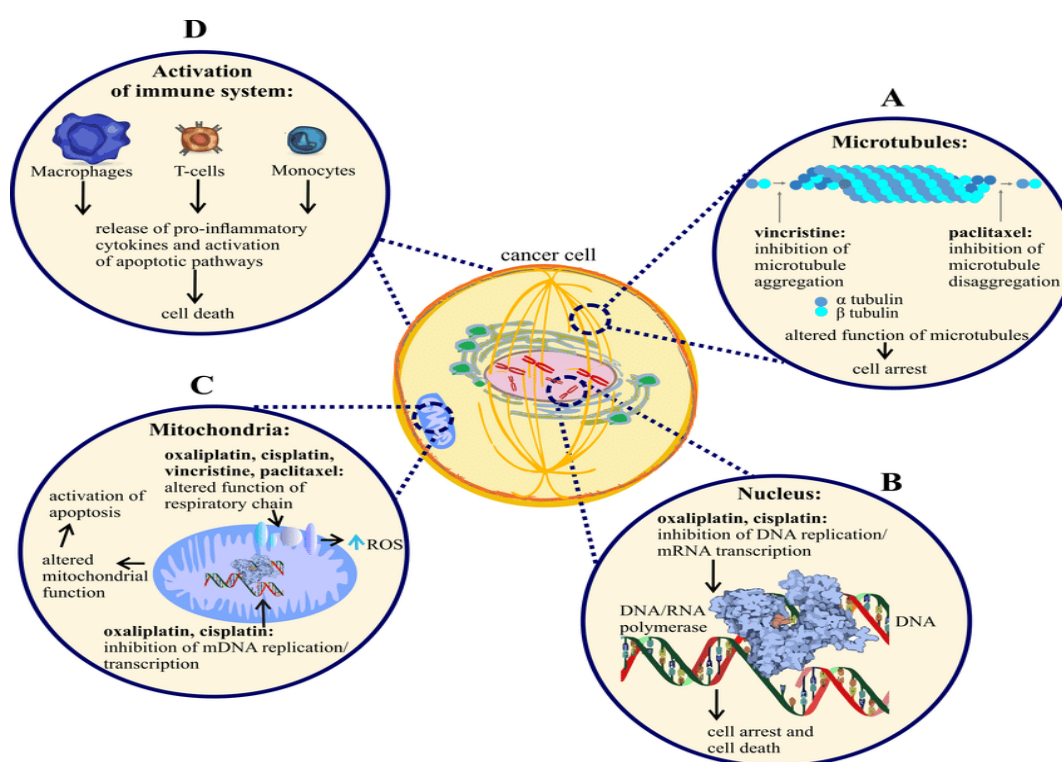 D
Activation
of immune system:
Macrophages
T-cells
Monocytes
release of pro-inflammatory
cytokines and activation
of apoptotic pathways
cell death
A
Microtubules:
vincristine:
inhibition of
microtubule
aggregation
paclitaxel:
inhibition of
microtubule
disaggregation
α tubulin
β tubulin
altered function of microtubules
cell arrest
cancer cell
C
Mitochondria:
oxaliplatin, cisplatin,
vincristine, paclitaxel:
altered function of
respiratory chain
activation of
apoptosis
ROS
altered
mitochondrial
function
oxaliplatin, cisplatin:
inhibition of mDNA replication/
transcription
B
Nucleus:
oxaliplatin, cisplatin:
inhibition of DNA replication/
mRNA transcription
DNA/RNA
polymerase
DNA
cell arrest and
cell death